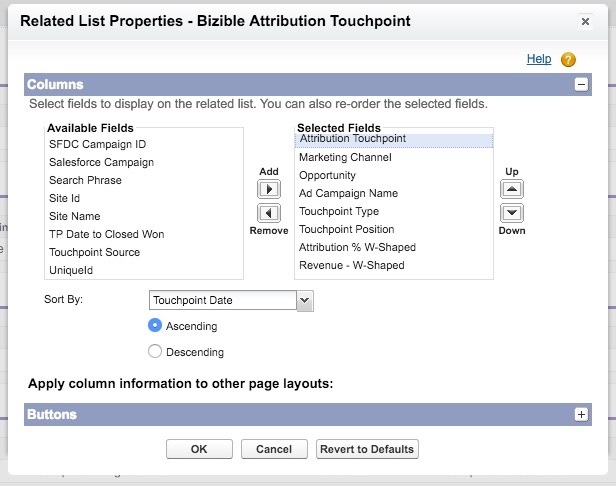 Related List Properties - Bizible Attribution Touchpoint
Help ?
Columns
Select fields to display on the related list. You can also re-order the selected fields.
Available Fields
SFDC Campaign ID
Salesforce Campaign
Search Phrase
Site Id
Site Name
TP Date to Closed Won
Touchpoint Source
UniqueId
Add
Remove
Selected Fields
Attribution Touchpoint
Marketing Channel
Opportunity
Ad Campaign Name
Touchpoint Type
Touchpoint Position
Attribution % W-Shaped
Revenue - W-Shaped
Up
Down
Sort By:
Touchpoint Date
Ascending
Descending
Apply column information to other page layouts:
Buttons
OK
Cancel
Revert to Defaults